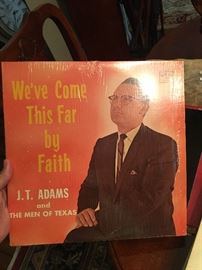 We've Come
This Far
by
Faith
J. T. ADAMS
and
THE MEN OF TEXAS